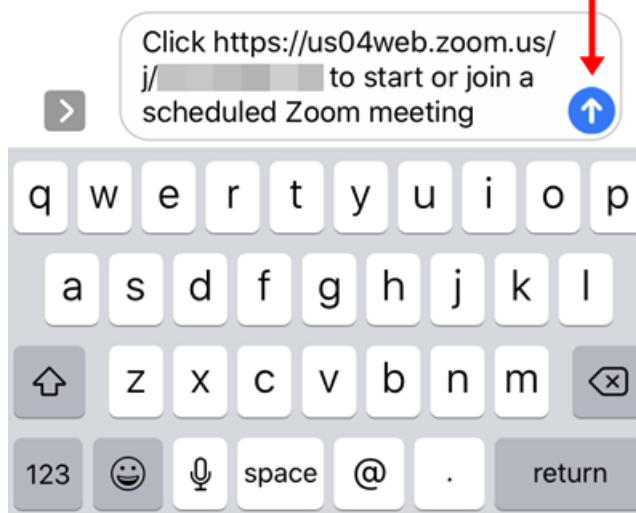 Click https://us04web.zoom.us/
j/ to start or join a
scheduled Zoom meeting
q w e r t y u i o p
a s d f g h j k l
z x c v b n m
123 space @ . return